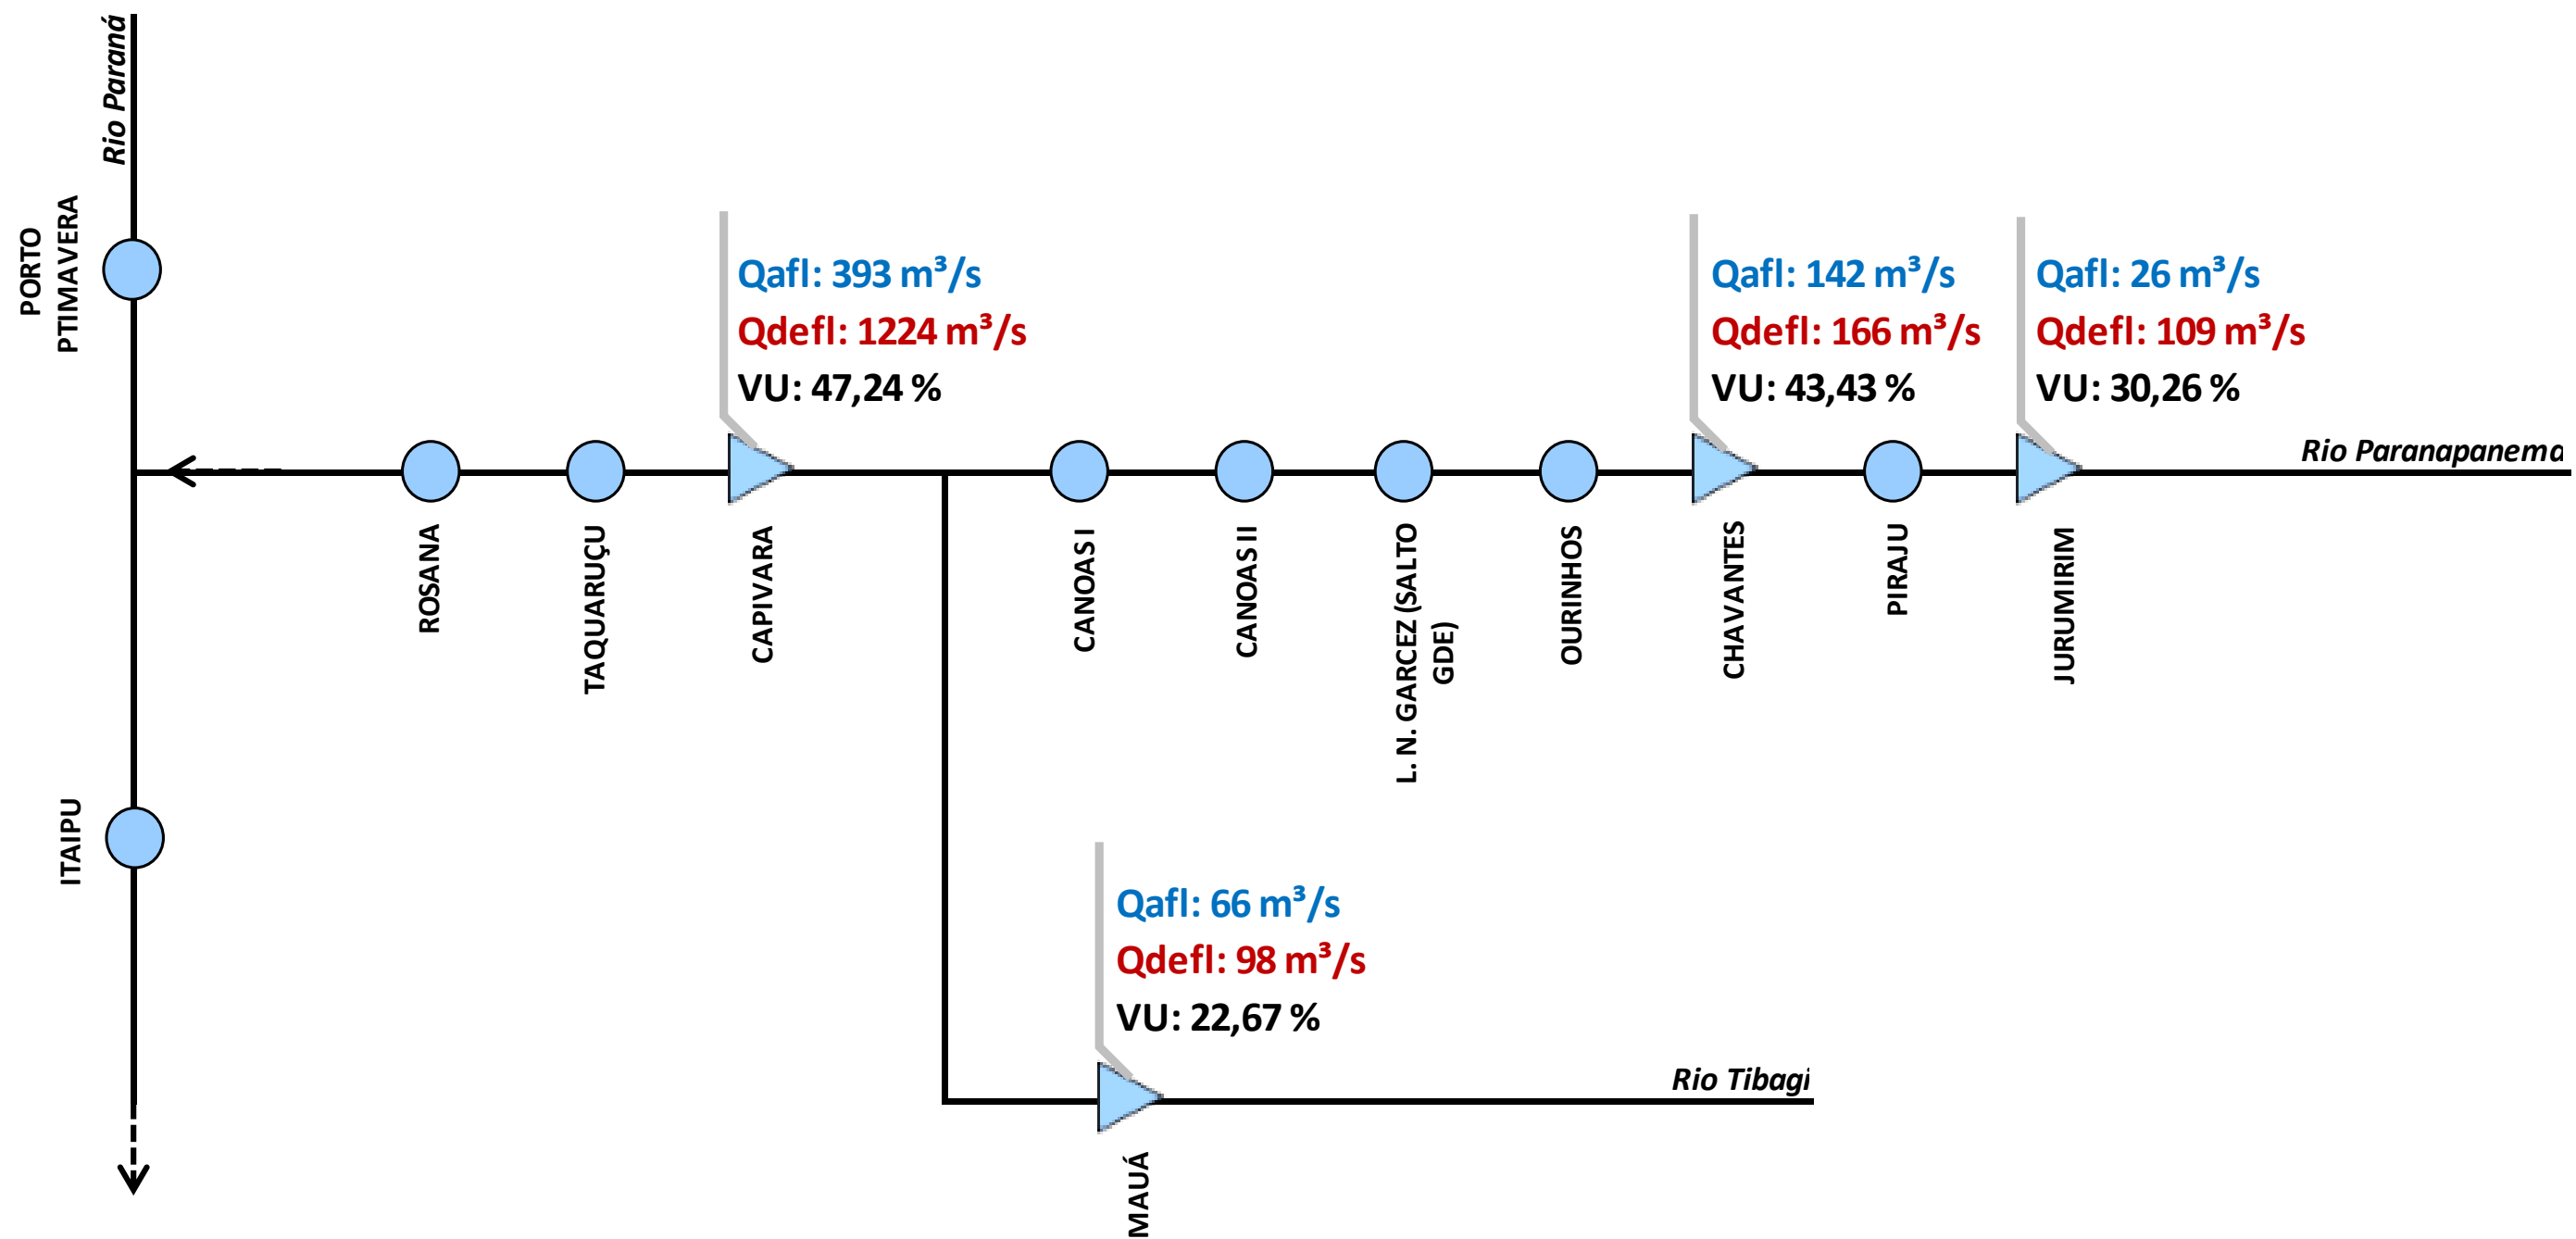 Rio Paraná
PORTO
PTIMAVERA
Qafl: 393 m³/s
Qdefl: 1224 m³/s
VU: 47,24 %
Qafl: 142 m³/s
Qdefl: 166 m³/s
VU: 43,43 %
Qafl: 26 m³/s
Qdefl: 109 m³/s
VU: 30,26 %
Rio Paranapanema
ROSANA
TAQUARUÇU
CAPIVARA
CANOAS I
CANOAS II
L. N. GARCEZ (SALTO
GDE)
OURINHOS
CHAVANTES
PIRAJU
JURUMIRIM
ITAIPU
Qafl: 66 m³/s
Qdefl: 98 m³/s
VU: 22,67 %
Rio Tibagi
MAUÁ